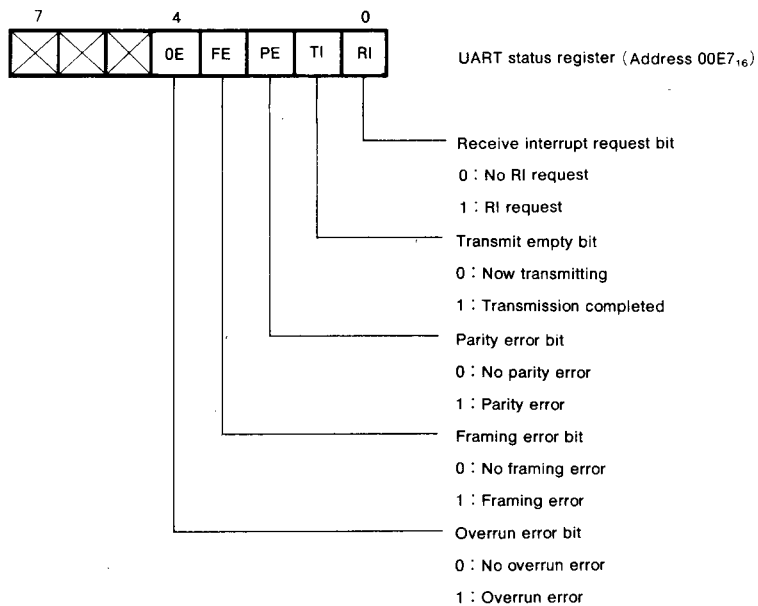 7 4 0
0E FE PE TI RI
UART status register (Address 00E7₁₆)
Receive interrupt request bit
0 : No RI request
1 : RI request
Transmit empty bit
0 : Now transmitting
1 : Transmission completed
Parity error bit
0 : No parity error
1 : Parity error
Framing error bit
0 : No framing error
1 : Framing error
Overrun error bit
0 : No overrun error
1 : Overrun error